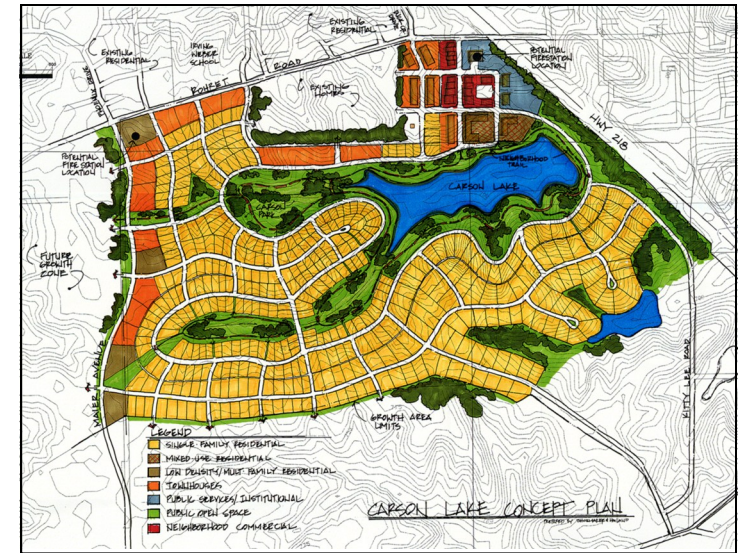 EXISTING
RESIDENTIAL
EXISTING
RESIDENTIAL
IRVING
WEBER
SCHOOL
ROHRET ROAD
EXISTING
HOMES
POTENTIAL
FIRESTATION
LOCATION
HWY 218
POTENTIAL
FIRE STATION
LOCATION
NEIGHBORHOOD
TRAIL
CARSON LAKE
CARSON
PARK
FUTURE
GROWTH
ZONE
MAIER AVENUE
KITTY LEE ROAD
GROWTH AREA
LIMITS
LEGEND
SINGLE FAMILY RESIDENTIAL
MIXED USE RESIDENTIAL
LOW DENSITY/MULTI FAMILY RESIDENTIAL
TOWNHOUSES
PUBLIC SERVICES/INSTITUTIONAL
PUBLIC OPEN SPACE
NEIGHBORHOOD COMMERCIAL
CARSON LAKE CONCEPT PLAN